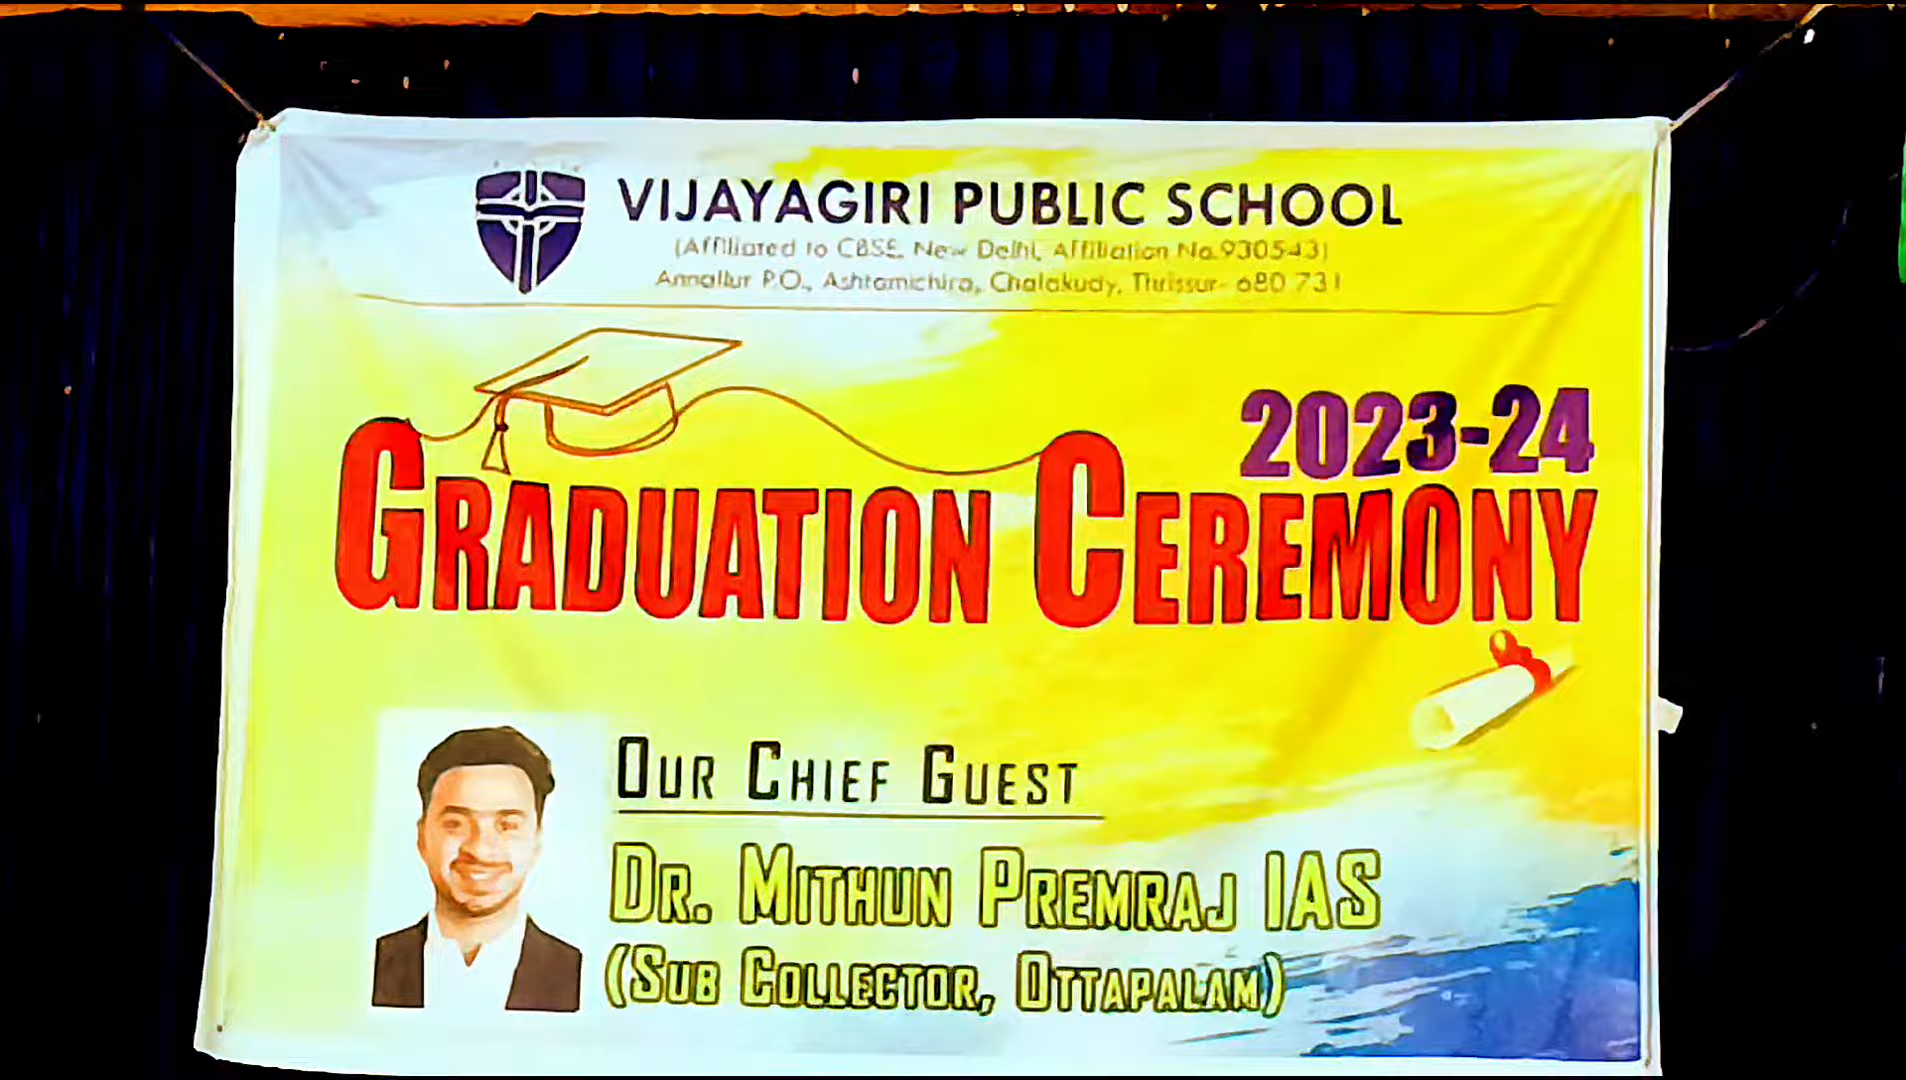 VIJAYAGIRI PUBLIC SCHOOL
(Affiliated to CBSE, New Delhi, Affiliation No.930543)
Annallur P.O., Ashtamichira, Chalakudy, Thrissur- 680 731
2023-24
GRADUATION CEREMONY
OUR CHIEF GUEST
DR. MITHUN PREMRAJ IAS
(SUB COLLECTOR, OTTAPALAM)